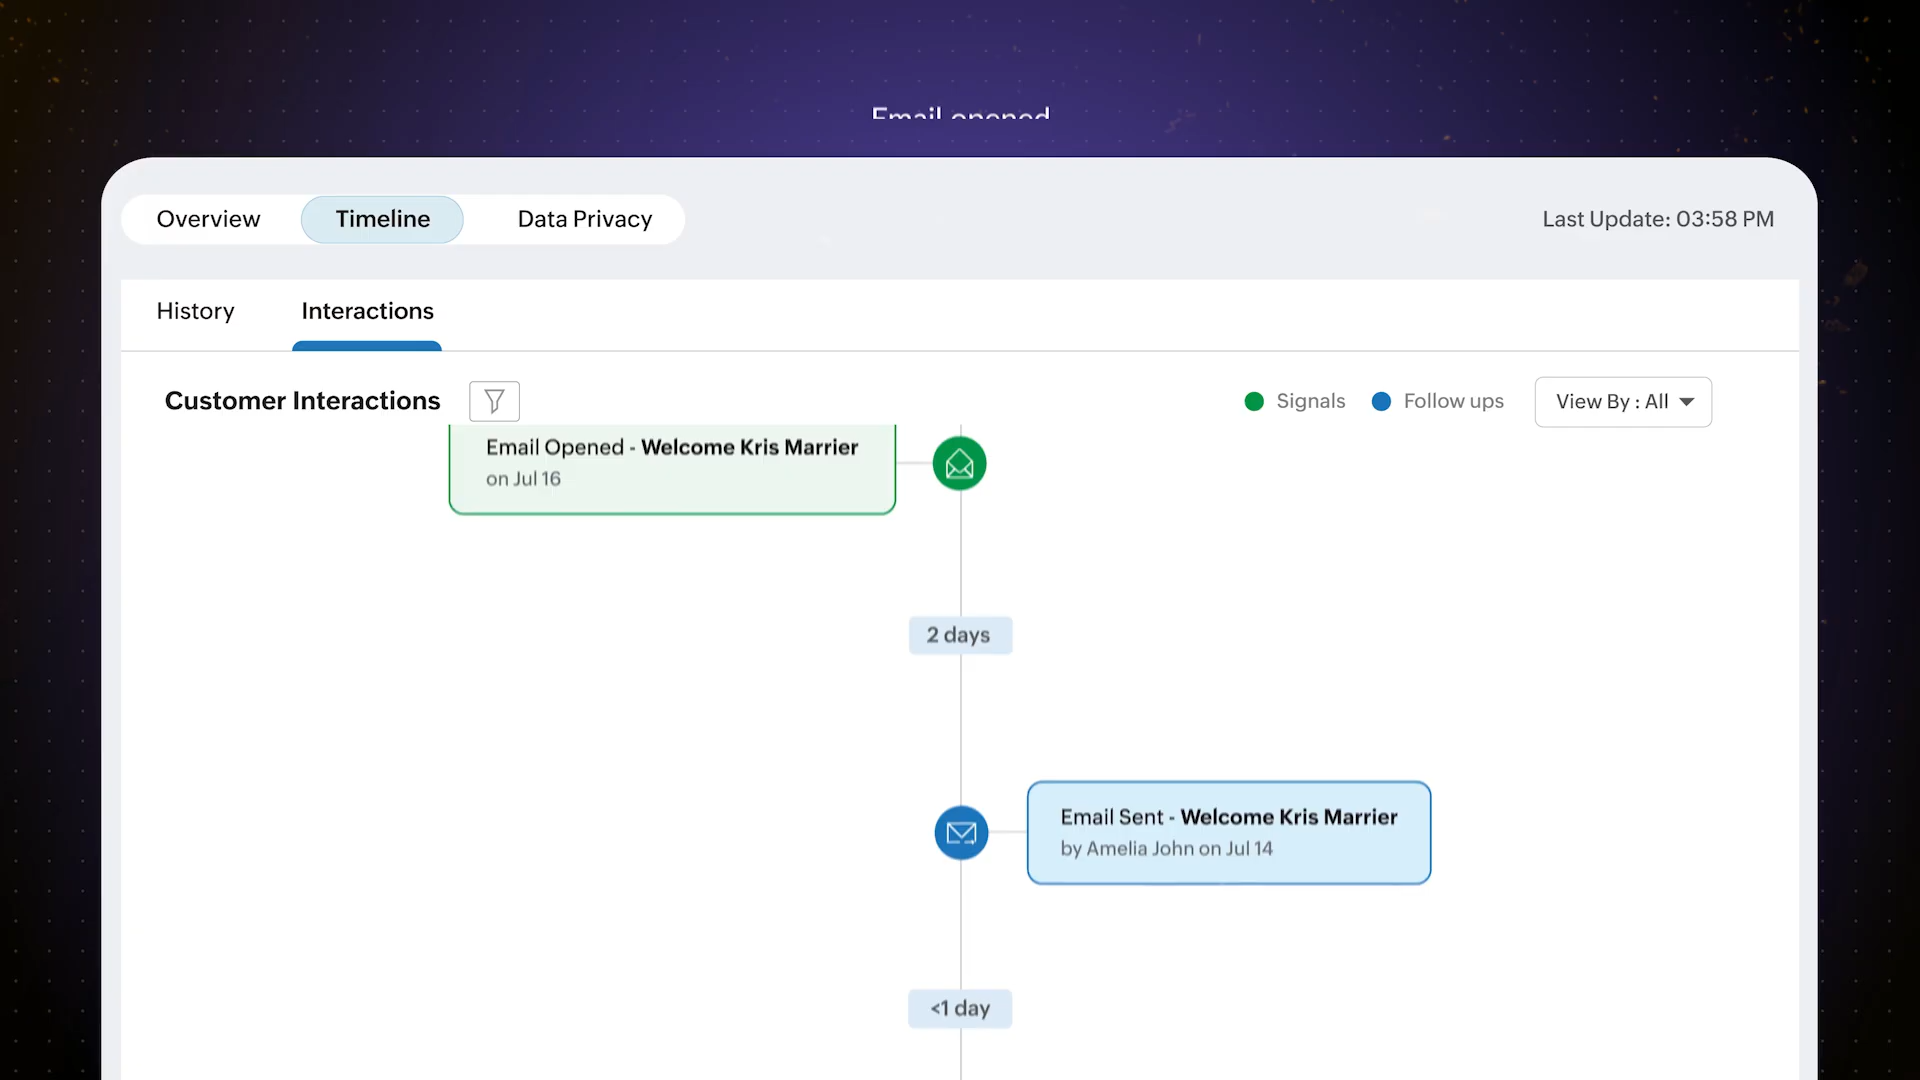 Email opened
Overview
Timeline
Data Privacy
Last Update: 03:58 PM
History
Interactions
Customer Interactions
Signals
Follow ups
View By : All
Email Opened - Welcome Kris Marrier
on Jul 16
2 days
Email Sent - Welcome Kris Marrier
by Amelia John on Jul 14
<1 day